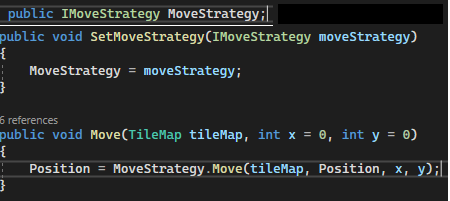 public IMoveStrategy MoveStrategy;
public void SetMoveStrategy(IMoveStrategy moveStrategy)
{
MoveStrategy = moveStrategy;
}
6 references
public void Move(TileMap tileMap, int x = 0, int y = 0)
{
Position = MoveStrategy.Move(tileMap, Position, x, y);
}